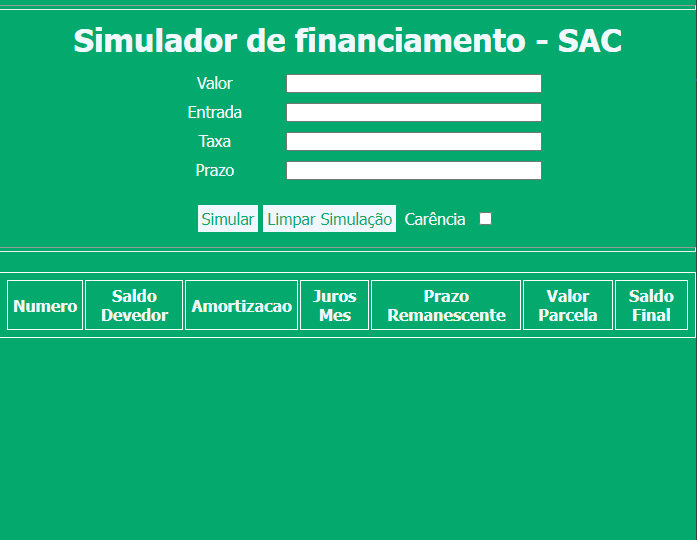 Simulador de financiamento - SAC
Valor
Entrada
Taxa
Prazo
Simular Limpar Simulação Carência
Numero Saldo Devedor Amortizacao Juros Mes Prazo Remanescente Valor Parcela Saldo Final